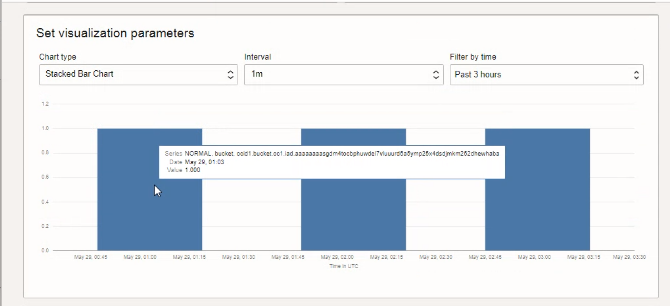 Set visualization parameters
Chart type
Interval
Filter by time
Stacked Bar Chart
1m
Past 3 hours
1.2
1.0
0.8
0.6
0.4
0.2
0.0
Series NORMAL, bucket, cold1,bucket.oc1.iad.
Date May 29, 01:03
Value 1.000
May 29, 00:45 May 29, 01:00 May 29, 01:15 May 29, 01:30 May 29, 01:45 May 29, 02:00 May 29, 02:15 May 29, 02:30 May 29, 02:45 May 29, 03:00 May 29, 03:15 May 29, 03:30
Time in UTC